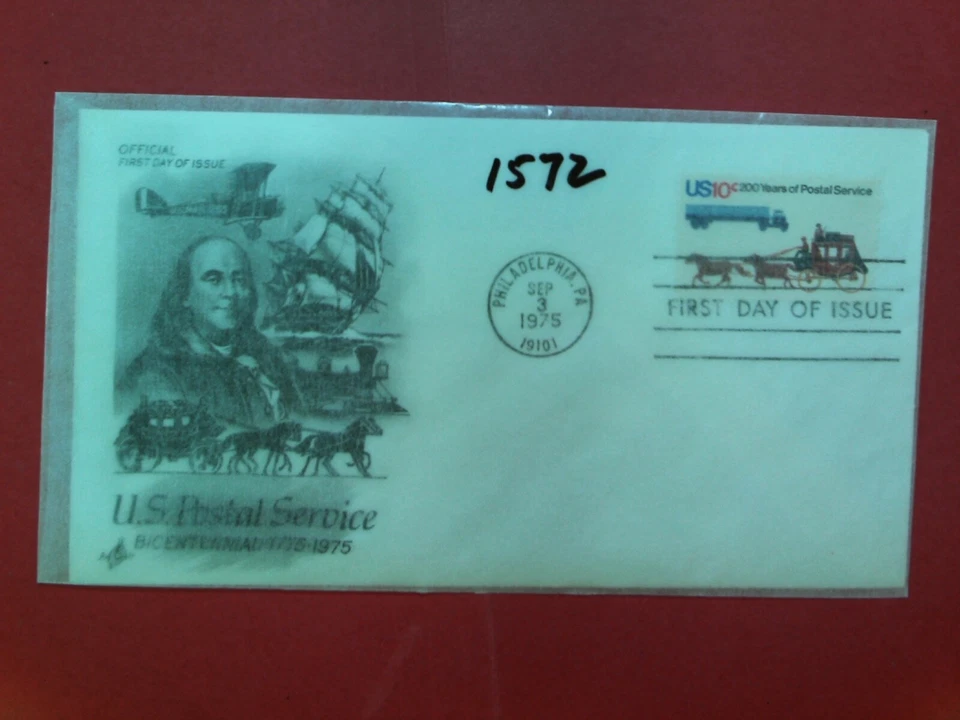 OFFICIAL
FIRST DAY OF ISSUE
1572
US10¢ 200 Years of Postal Service
PHILADELPHIA, PA
SEP
3
1975
19101
FIRST DAY OF ISSUE
U.S. Postal Service
BICENTENNIAL 1775-1975